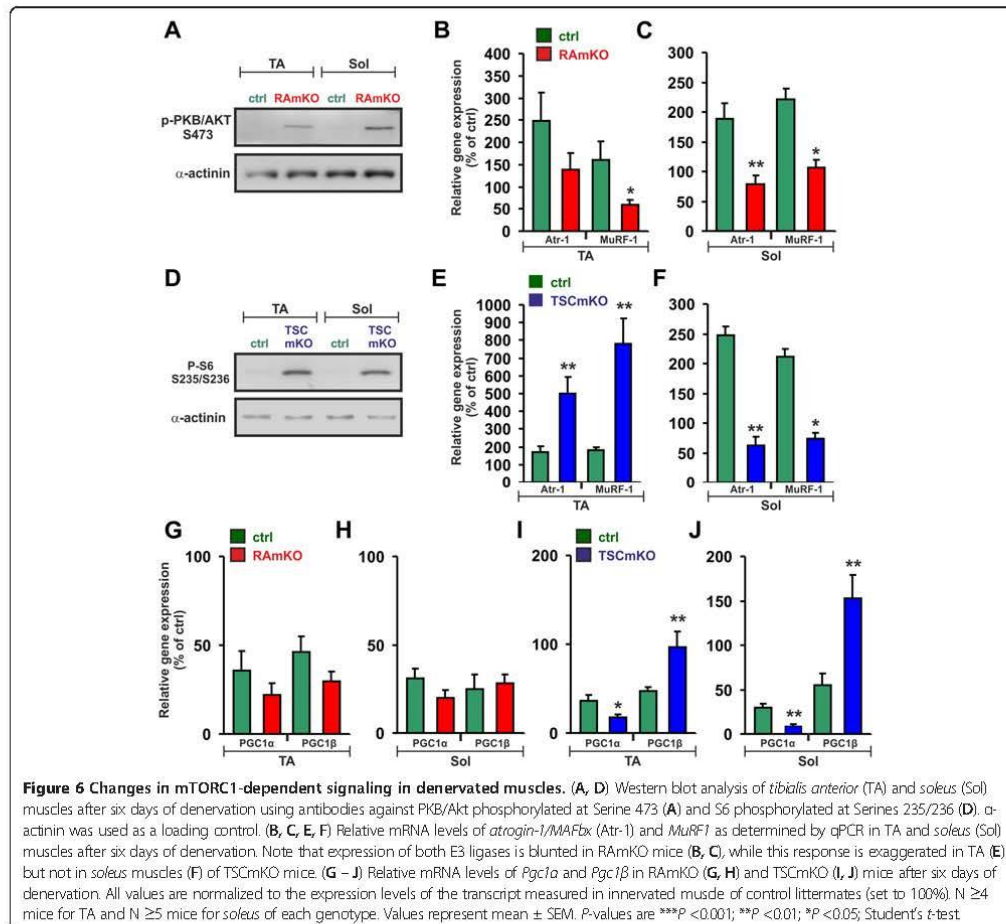 A
TA Sol
ctrl RAmKO ctrl RAmKO
p-PKB/AKT
S473
α-actinin
B
ctrl
RAmKO
Relative gene expression
(% of ctrl)
400
350
300
250
200
150
100
50
0
*
Atr-1 MuRF-1
TA
C
300
250
200
150
100
50
0
** *
Atr-1 MuRF-1
Sol
D
TA Sol
ctrl TSC mKO ctrl TSC mKO
P-S6
S235/S236
α-actinin
E
ctrl
TSCmKO
Relative gene expression
(% of ctrl)
1000
900
800
700
600
500
400
300
200
100
0
** **
Atr-1 MuRF-1
TA
F
300
250
200
150
100
50
0
** *
Atr-1 MuRF-1
Sol
G
ctrl
RAmKO
Relative gene expression
(% of ctrl)
100
50
0
PGC1α PGC1β
TA
H
100
50
0
PGC1α PGC1β
Sol
I
ctrl
TSCmKO
200
100
0
* **
PGC1α PGC1β
TA
J
200
150
100
50
0
** **
PGC1α PGC1β
Sol
Figure 6 Changes in mTORC1-dependent signaling in denervated muscles. (A, D) Western blot analysis of tibialis anterior (TA) and soleus (Sol)
muscles after six days of denervation using antibodies against PKB/Akt phosphorylated at Serine 473 (A) and S6 phosphorylated at Serines 235/236 (D). α-
actinin was used as a loading control. (B, C, E, F) Relative mRNA levels of atrogin-1/MAFbx (Atr-1) and MuRF1 as determined by qPCR in TA and soleus (Sol)
muscles after six days of denervation. Note that expression of both E3 ligases is blunted in RAmKO mice (B, C), while this response is exaggerated in TA (E)
but not in soleus muscles (F) of TSCmKO mice. (G – J) Relative mRNA levels of Pgc1α and Pgc1β in RAmKO (G, H) and TSCmKO (I, J) mice after six days of
denervation. All values are normalized to the expression levels of the transcript measured in innervated muscle of control littermates (set to 100%). N ≥4
mice for TA and N ≥5 mice for soleus of each genotype. Values represent mean ± SEM. P-values are ***P <0.001; **P <0.01; *P <0.05; Student's t-test.